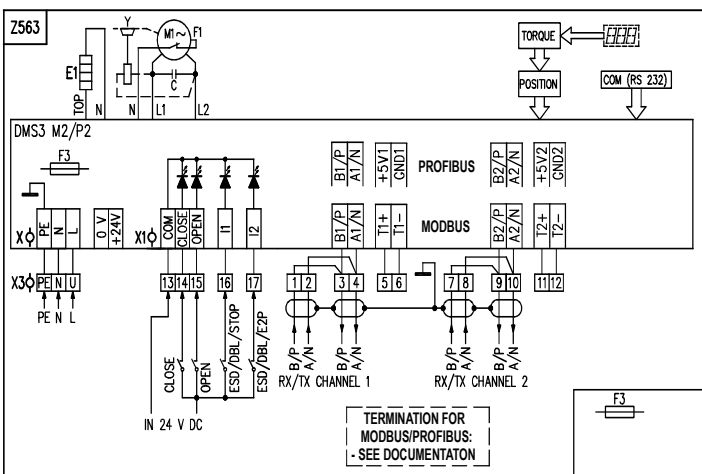 Z563
Y
M1~
F1
E1
C
TOP
N
N
L1
L2
TORQUE
POSITION
COM (RS 232)
DMS3 M2/P2
F3
B1/P
A1/N
+5V1
GND1
PROFIBUS
B2/P
A2/N
+5V2
GND2
X
PE
N
L
0 V
+24V
X1
COM
CLOSE
OPEN
I1
I2
B1/P
A1/N
T1+
T1−
MODBUS
B2/P
A2/N
T2+
T2−
X3
PE N U
13 14 15 16 17
1 2 3 4 5 6
7 8 9 10 11 12
PE N L
CLOSE
OPEN
ESD/DBL/STOP
ESD/DBL/E2P
B/P
A/N
B/P
A/N
B/P
A/N
B/P
A/N
RX/TX CHANNEL 1
RX/TX CHANNEL 2
IN 24 V DC
TERMINATION FOR
MODBUS/PROFIBUS:
- SEE DOCUMENTATON
F3